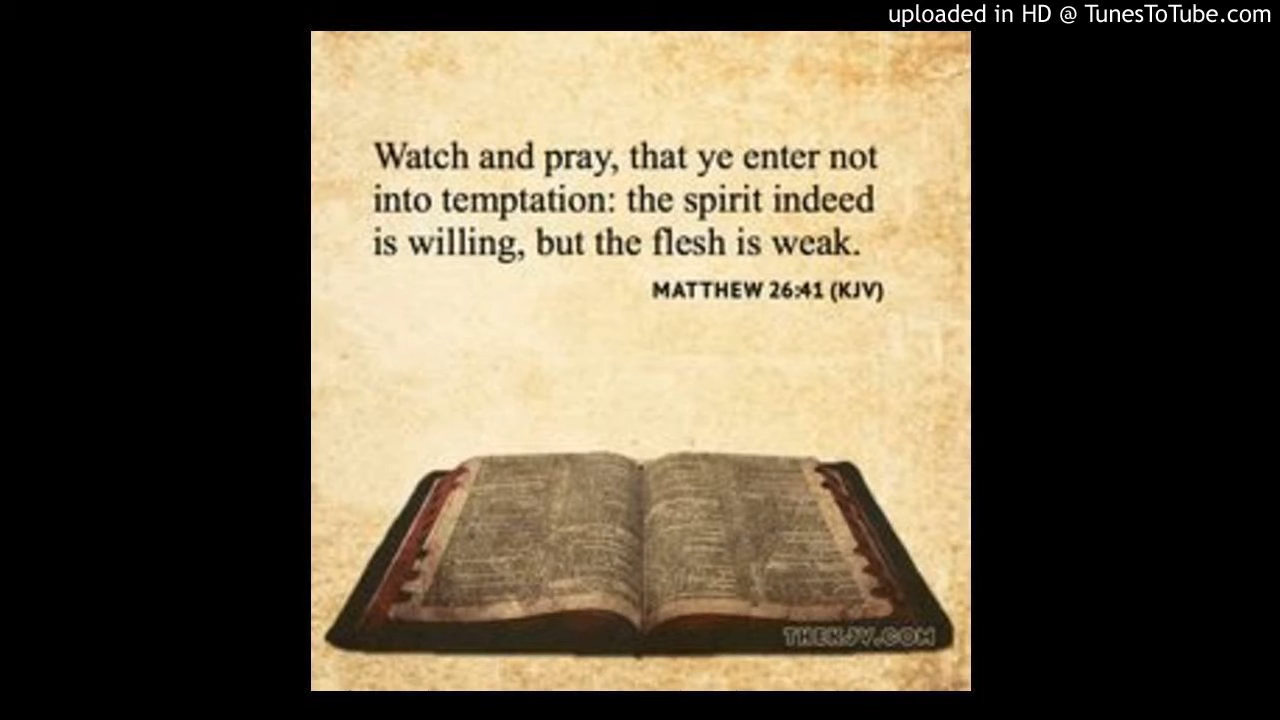 uploaded in HD @ TunesToTube.com
Watch and pray, that ye enter not
into temptation: the spirit indeed
is willing, but the flesh is weak.
MATTHEW 26:41 (KJV)
THEKJV.COM